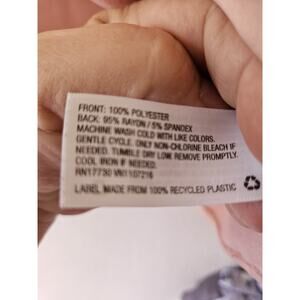 FRONT: 100% POLYESTER
BACK: 95% RAYON / 5% SPANDEX
MACHINE WASH COLD WITH LIKE COLORS.
GENTLE CYCLE. ONLY NON-CHLORINE BLEACH IF
NEEDED. TUMBLE DRY LOW. REMOVE PROMPTLY.
COOL IRON IF NEEDED.
RN17730
LABEL MADE FROM 100% RECYCLED PLASTIC